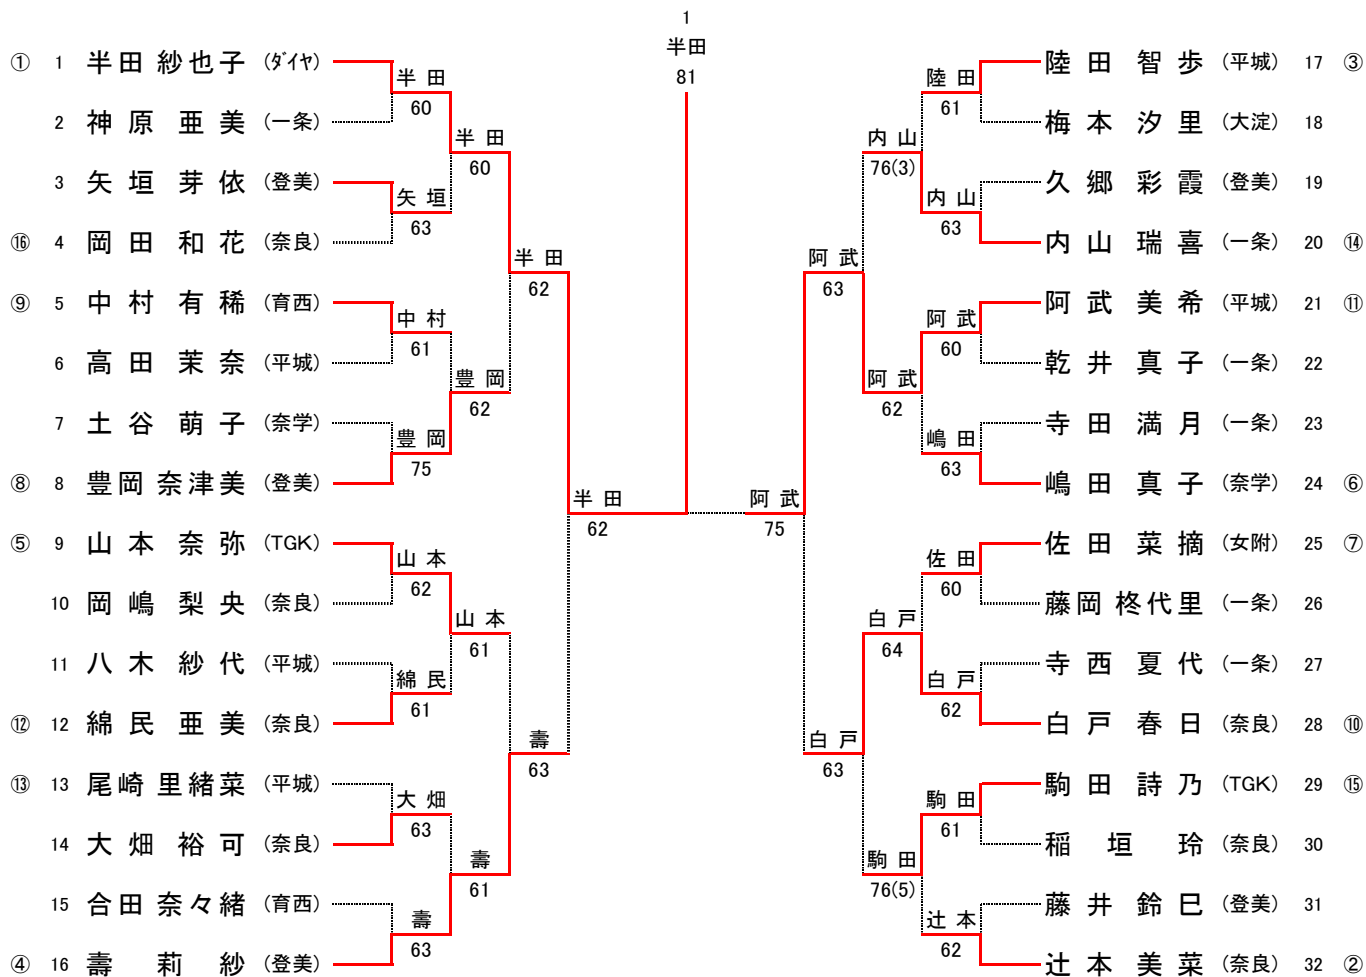 1
半田
81
① 1 半田 紗也子 (ダイヤ)
半田
60
2 神原 亜美 (一条)
半田
60
3 矢垣 芽依 (登美)
矢垣
63
⑯ 4 岡田 和花 (奈良)
半田
62
⑨ 5 中村 有稀 (育西)
中村
61
6 高田 茉奈 (平城)
豊岡
62
7 土谷 萌子 (奈学)
豊岡
75
⑧ 8 豊岡 奈津美 (登美)
半田
62
⑤ 9 山本 奈弥 (TGK)
山本
62
10 岡嶋 梨央 (奈良)
山本
61
11 八木 紗代 (平城)
綿民
61
⑫ 12 綿民 亜美 (奈良)
壽
63
⑬ 13 尾崎 里緒菜 (平城)
大畑
63
14 大畑 裕可 (奈良)
壽
61
15 合田 奈々緒 (育西)
壽
63
④ 16 壽 莉紗 (登美)
陸田 智歩 (平城) 17 ③
陸田
61
梅本 汐里 (大淀) 18
内山
76(3)
久郷 彩霞 (登美) 19
内山
63
内山 瑞喜 (一条) 20 ⑭
阿武
63
阿武 美希 (平城) 21 ⑪
阿武
60
乾井 真子 (一条) 22
阿武
62
寺田 満月 (一条) 23
嶋田
63
嶋田 真子 (奈学) 24 ⑥
阿武
75
佐田 菜摘 (女附) 25 ⑦
佐田
60
藤岡 柊代里 (一条) 26
白戸
64
寺西 夏代 (一条) 27
白戸
62
白戸 春日 (奈良) 28 ⑩
白戸
63
駒田 詩乃 (TGK) 29 ⑮
駒田
61
稲垣 玲 (奈良) 30
駒田
76(5)
藤井 鈴巳 (登美) 31
辻本
62
辻本 美菜 (奈良) 32 ②